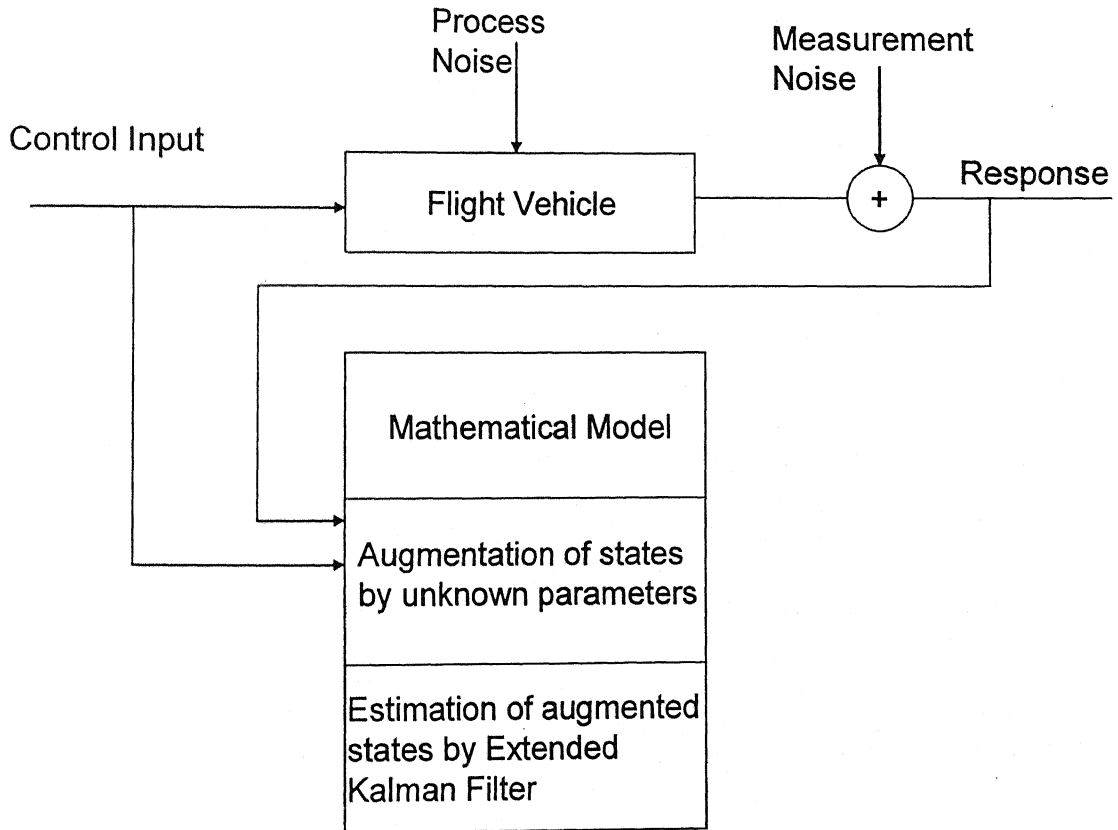 Process
Noise
Measurement
Noise
Control Input
Flight Vehicle
+
Response
Mathematical Model
Augmentation of states
by unknown parameters
Estimation of augmented
states by Extended
Kalman Filter